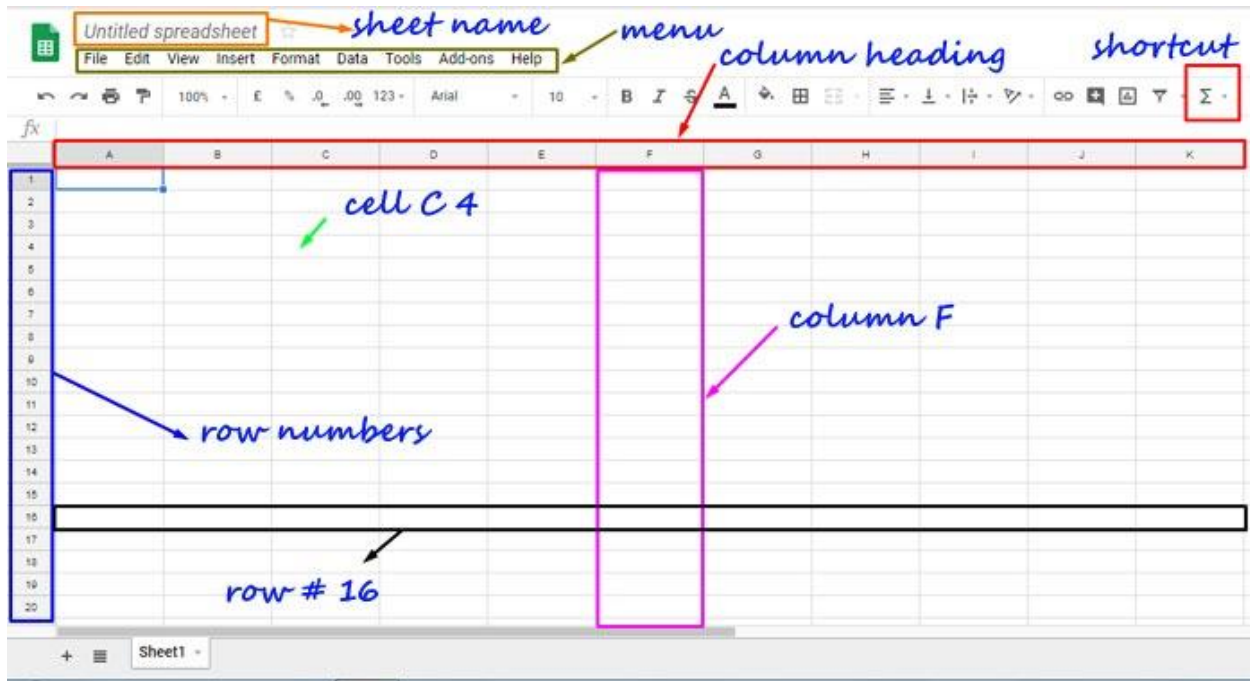 Untitled spreadsheet sheet name menu
File Edit View Insert Format Data Tools Add-ons Help
column heading shortcut
100% £ % .0 .00 123 Arial 10 B I S A Σ
fx
A B C D E F G H I J K
1
2
cell C 4
3
4
5
6
7
column F
8
9
10
11
12
row numbers
13
14
15
16
17
18
19
row # 16
20
+ Sheet1